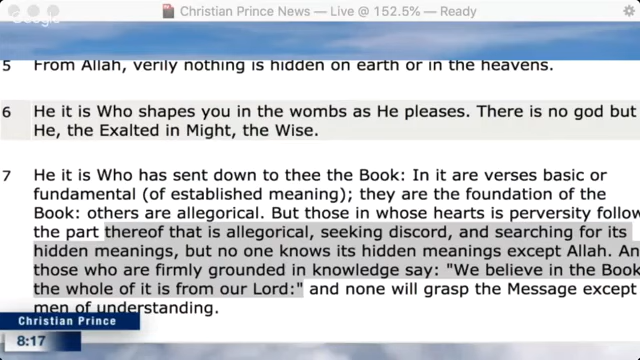 Christian Prince News — Live @ 152.5% — Ready
Google
5 From Allah, verily nothing is hidden on earth or in the heavens.
6 He it is Who shapes you in the wombs as He pleases. There is no god but
He, the Exalted in Might, the Wise.
7 He it is Who has sent down to thee the Book: In it are verses basic or
fundamental (of established meaning); they are the foundation of the
Book: others are allegorical. But those in whose hearts is perversity follow
the part thereof that is allegorical, seeking discord, and searching for its
hidden meanings, but no one knows its hidden meanings except Allah. An
those who are firmly grounded in knowledge say: "We believe in the Book
the whole of it is from our Lord:" and none will grasp the Message except
men of understanding.
Christian Prince
8:17